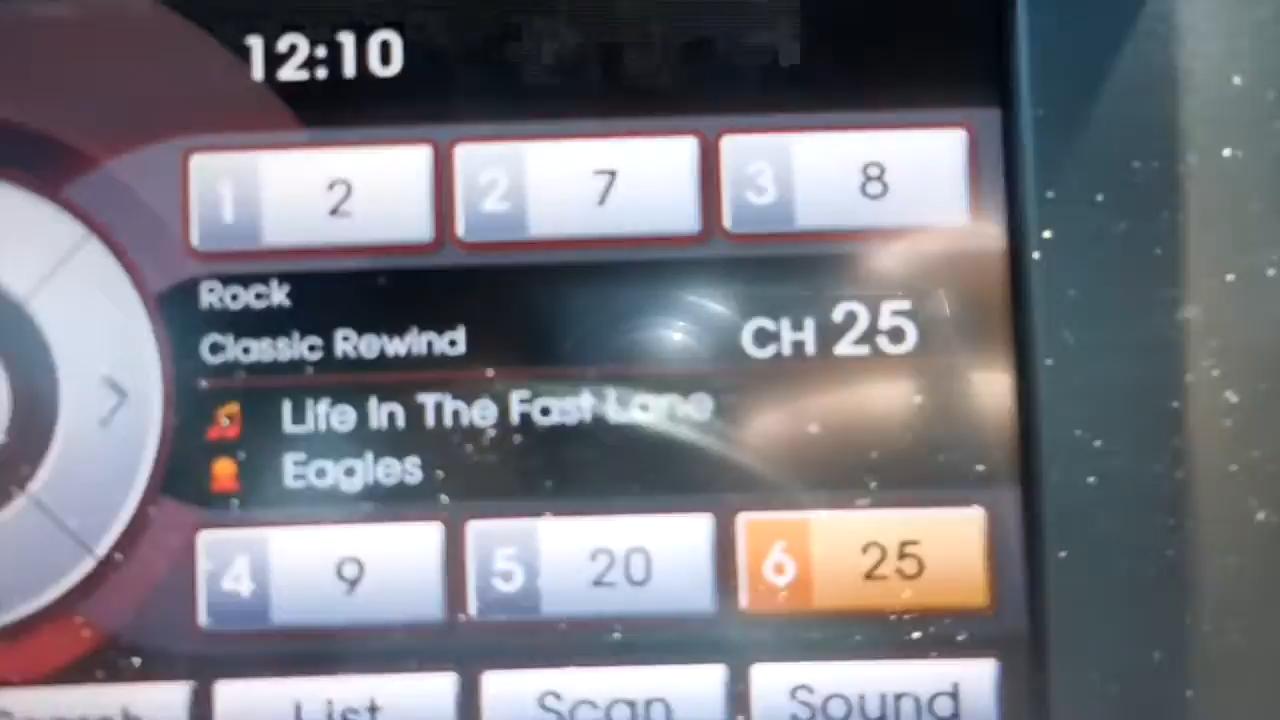 12:10
1 2 2 7 3 8
Rock
Classic Rewind
CH 25
Life In The Fast Lane
Eagles
4 9 5 20 6 25
Search List Scan Sound